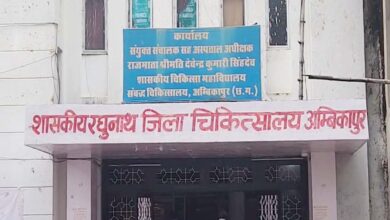 कार्यालय
संयुक्त संचालक सह अस्पताल अधीक्षक
राजमाता श्रीमति देवेन्द्र कुमारी सिंहदेव
शासकीय चिकित्सा महाविद्यालय
संबद्ध चिकित्सालय, अम्बिकापुर (छ.ग.)
शासकीय रघुनाथ जिला चिकित्सालय अम्बिकापुर